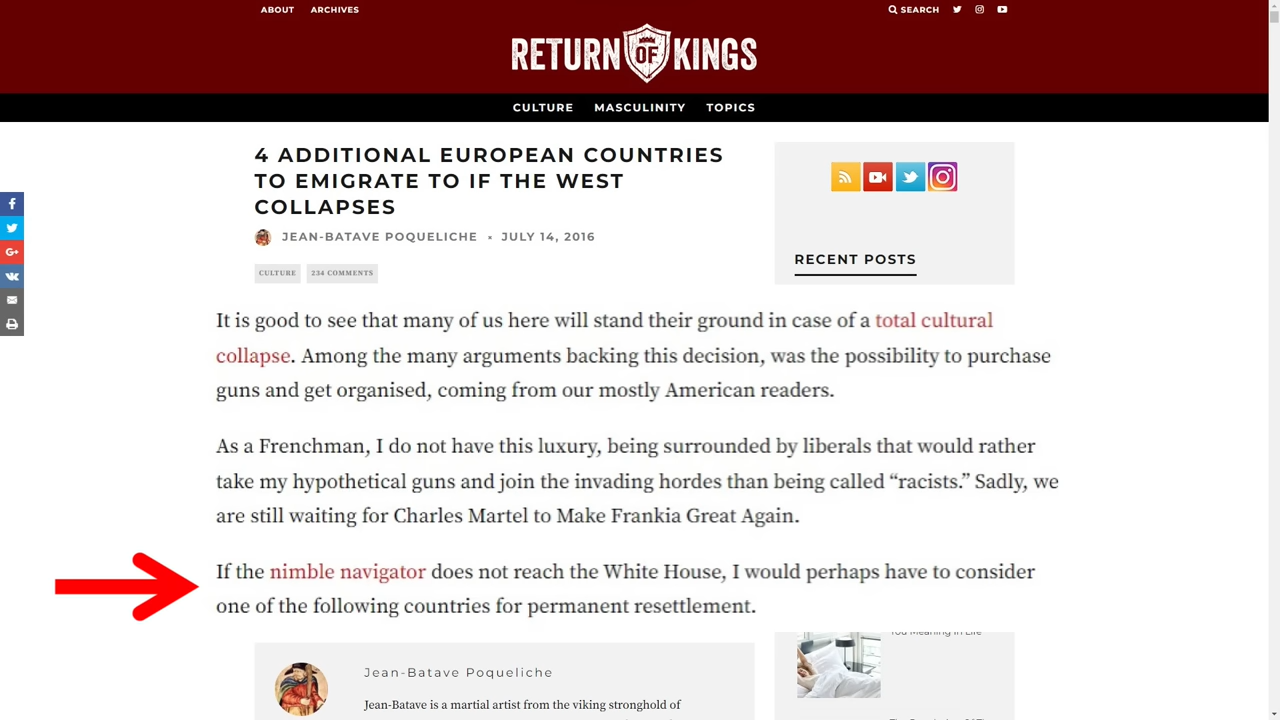 ABOUT ARCHIVES
SEARCH
RETURN OF KINGS
CULTURE MASCULINITY TOPICS
4 ADDITIONAL EUROPEAN COUNTRIES
TO EMIGRATE TO IF THE WEST
COLLAPSES
JEAN-BATAVE POQUELICHE × JULY 14, 2016
CULTURE 234 COMMENTS
RECENT POSTS
It is good to see that many of us here will stand their ground in case of a total cultural
collapse. Among the many arguments backing this decision, was the possibility to purchase
guns and get organised, coming from our mostly American readers.
As a Frenchman, I do not have this luxury, being surrounded by liberals that would rather
take my hypothetical guns and join the invading hordes than being called “racists.” Sadly, we
are still waiting for Charles Martel to Make Frankia Great Again.
If the nimble navigator does not reach the White House, I would perhaps have to consider
one of the following countries for permanent resettlement.
You Meaning In Life
Jean-Batave Poqueliche
Jean-Batave is a martial artist from the viking stronghold of